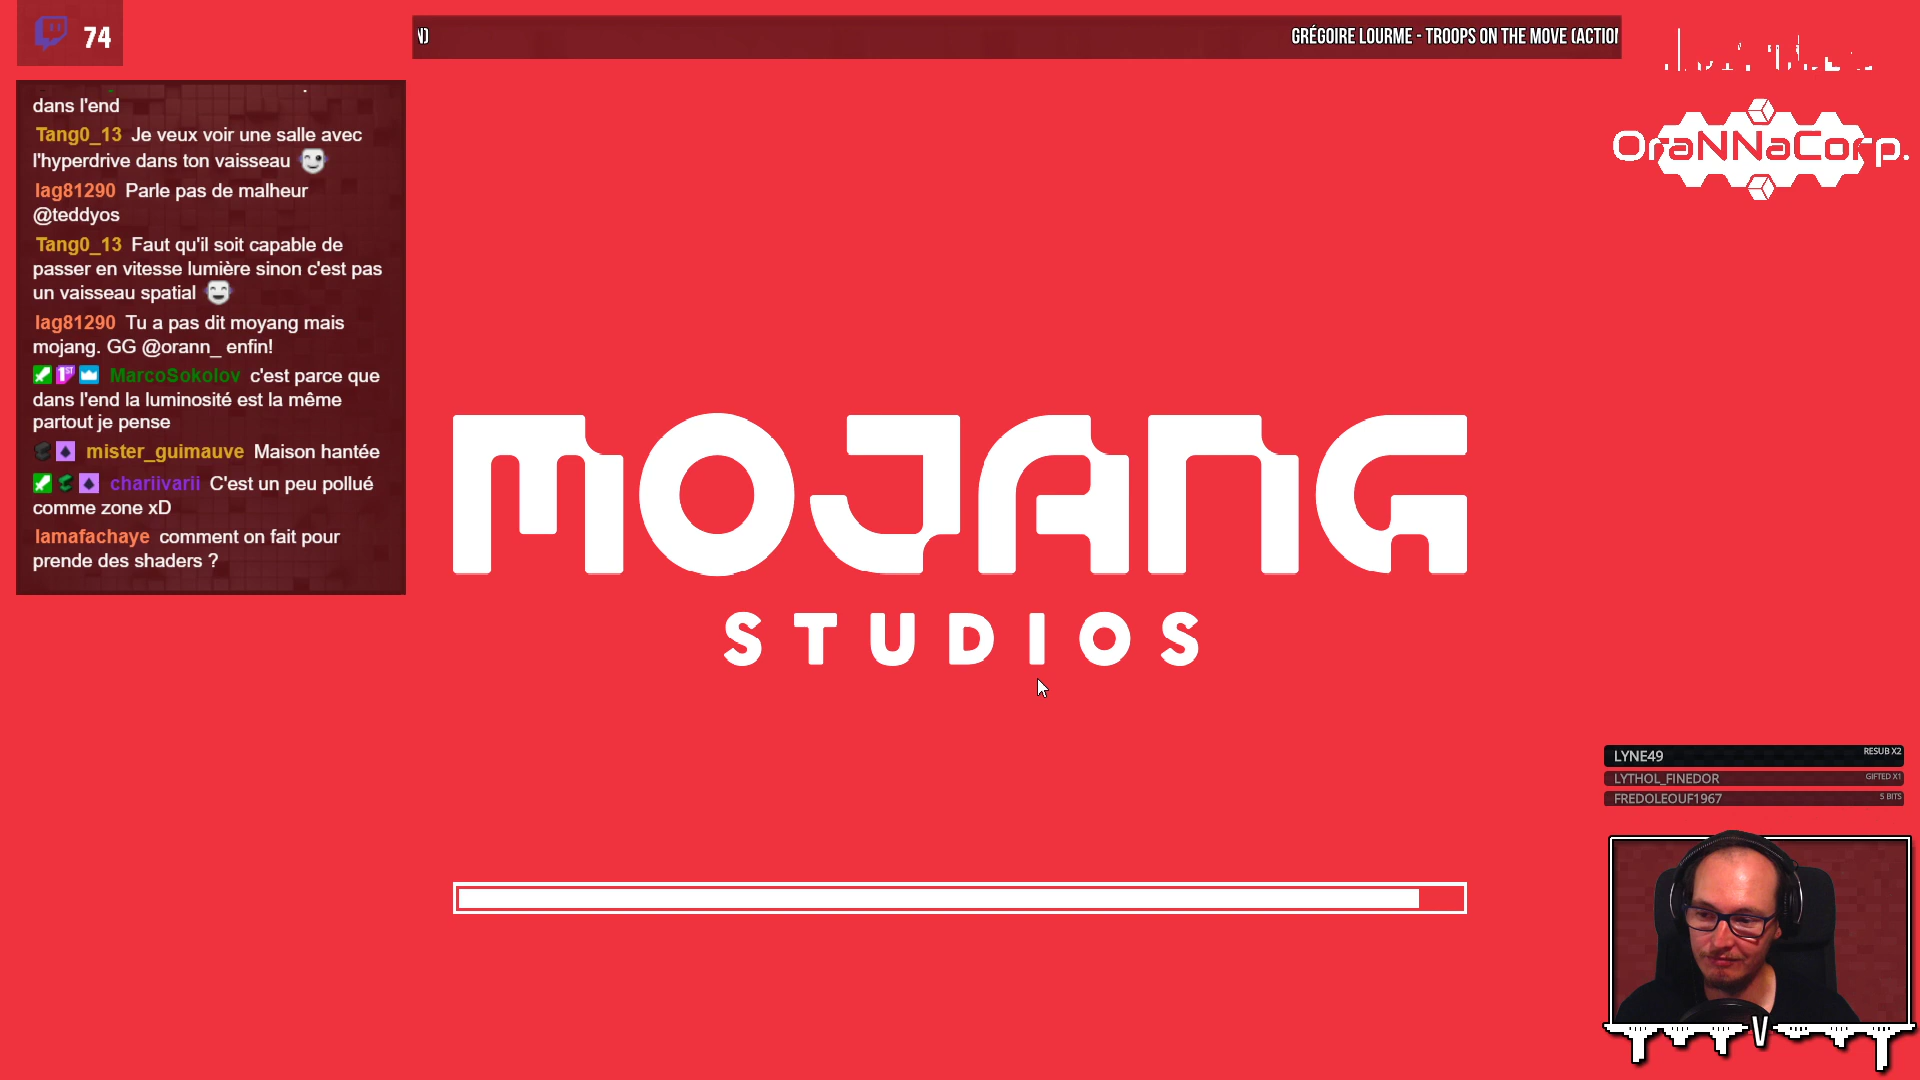 74
N)
GRÉGOIRE LOURME - TROOPS ON THE MOVE (ACTION
OraNNaCorp.
dans l'end
Tang0_13 Je veux voir une salle avec
l'hyperdrive dans ton vaisseau
lag81290 Parle pas de malheur
@teddyos
Tang0_13 Faut qu'il soit capable de
passer en vitesse lumière sinon c'est pas
un vaisseau spatial
lag81290 Tu a pas dit moyang mais
mojang. GG @orann_ enfin!
1ST MarcoSokolov c'est parce que
dans l'end la luminosité est la même
partout je pense
mister_guimauve Maison hantée
chariivarii C'est un peu pollué
comme zone xD
lamafachaye comment on fait pour
prende des shaders ?
MOJANG
STUDIOS
LYNE49 RESUB X2
LYTHOL_FINEDOR GIFTED X1
FREDOLEOUF1967 5 BITS
V